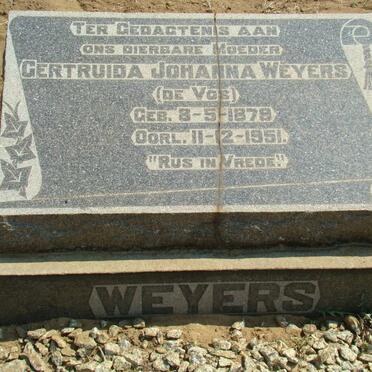 TER GEDAGTENIS AAN
ONS DIERBARE MOEDER
GERTRUIDA JOHANNA WEYERS
(DE VOS)
GEB. 8-5-1879
OORL. 11-2-1951.
"RUS IN VREDE"
WEYERS